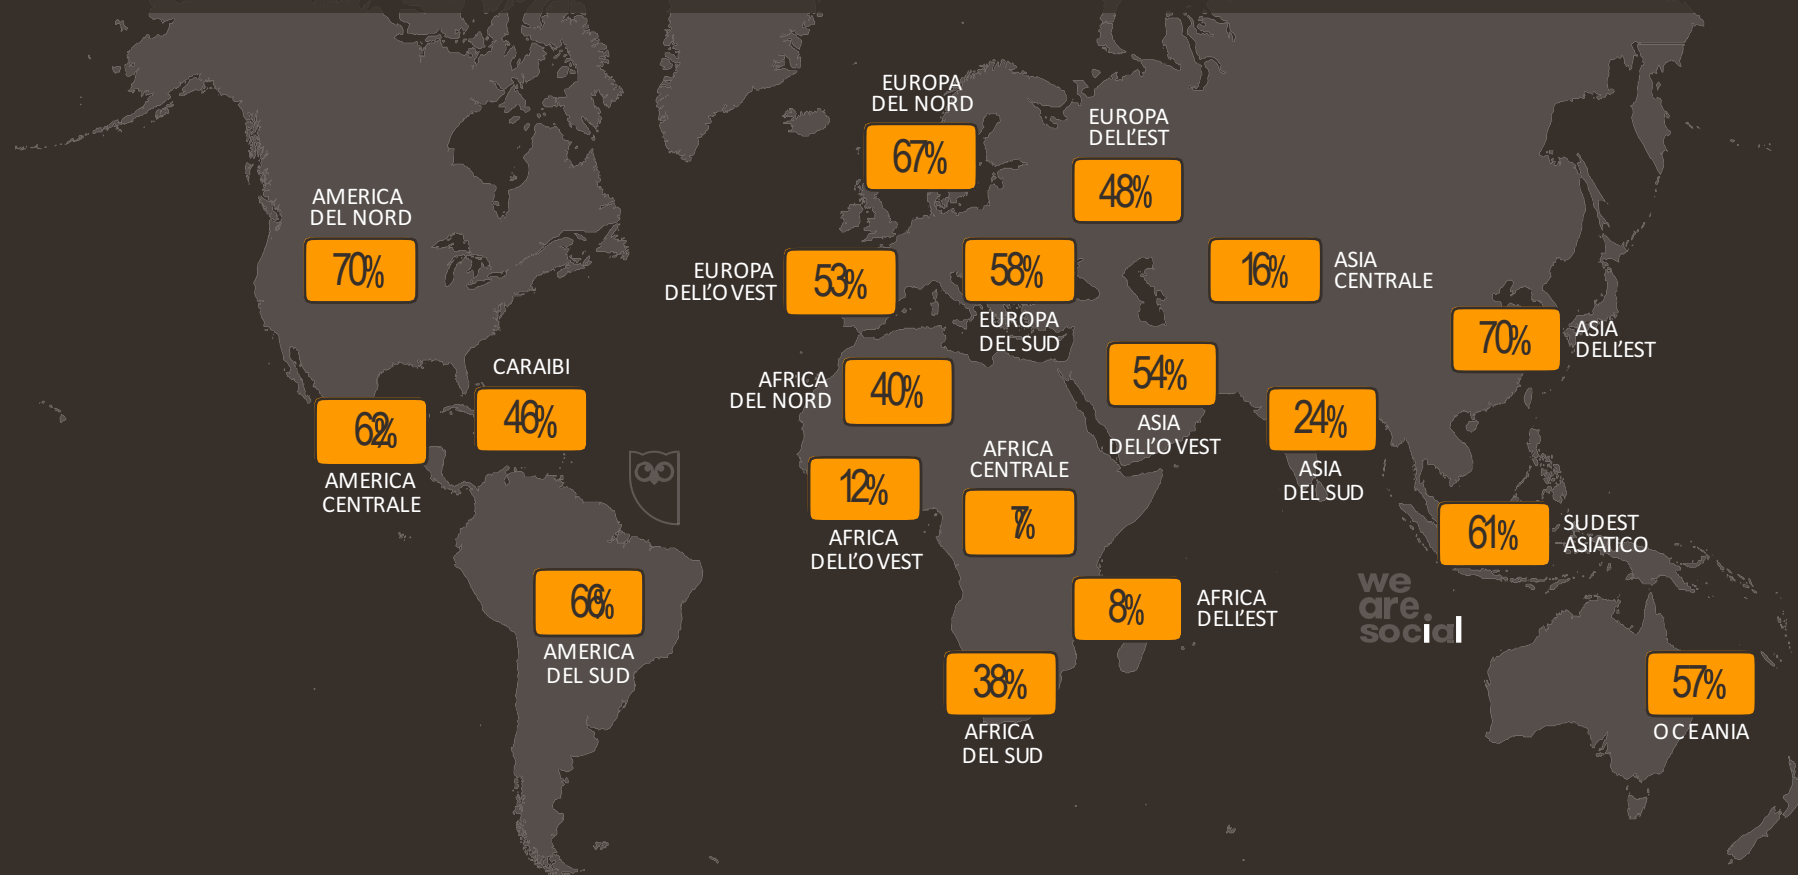 EUROPA
DEL NORD
67%
EUROPA
DELL'EST
48%
AMERICA
DEL NORD
70%
EUROPA
DELL'OVEST
53%
58%
EUROPA
DEL SUD
16%
ASIA
CENTRALE
70%
ASIA
DELL'EST
CARAIBI
46%
62%
AMERICA
CENTRALE
AFRICA
DEL NORD
40%
54%
ASIA
DELL'OVEST
24%
ASIA
DEL SUD
12%
AFRICA
DELL'OVEST
AFRICA
CENTRALE
7%
61%
SUDEST
ASIATICO
66%
AMERICA
DEL SUD
8%
AFRICA
DELL'EST
we
are.
social
38%
AFRICA
DEL SUD
57%
OCEANIA